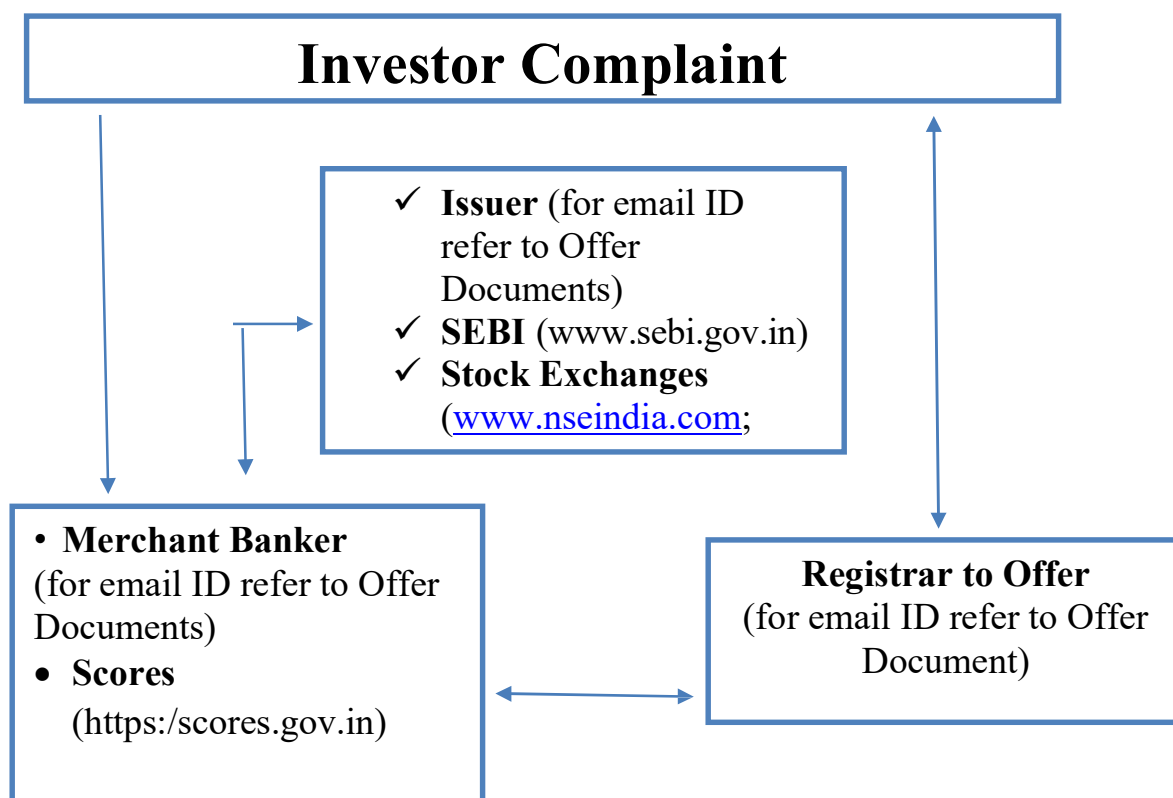 Investor Complaint
✓ Issuer (for email ID
refer to Offer
Documents)
✓ SEBI (www.sebi.gov.in)
✓ Stock Exchanges
(www.nseindia.com;
• Merchant Banker
(for email ID refer to Offer
Documents)
• Scores
(https:/scores.gov.in)
Registrar to Offer
(for email ID refer to Offer
Document)